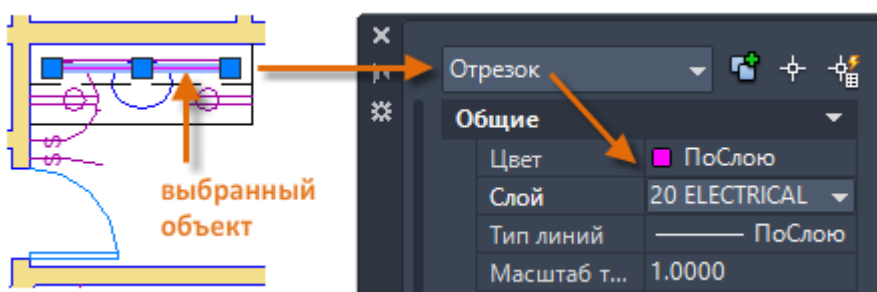 Отрезок
Общие
Цвет ПоСлою
Слой 20 ELECTRICAL
Тип линий ПоСлою
Масштаб т... 1.0000
выбранный
объект
S
S